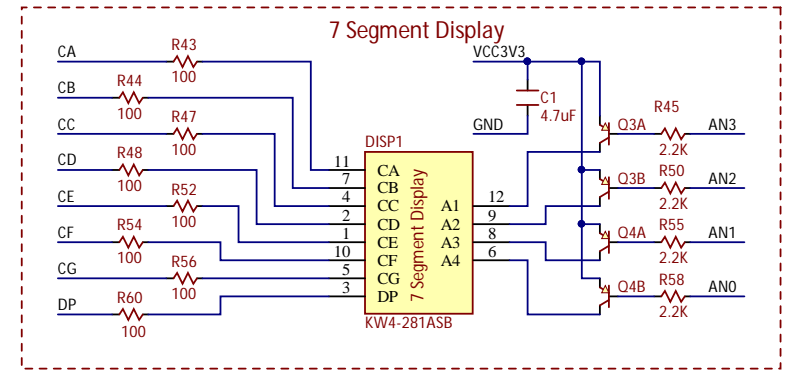 7 Segment Display
CA
R43
100
CB
R44
100
CC
R47
100
CD
R48
100
CE
R52
100
CF
R54
100
CG
R56
100
DP
R60
100
DISP1
11 CA
7 CB
4 CC
2 CD
1 CE
10 CF
5 CG
3 DP
7 Segment Display
A1 12
A2 9
A3 8
A4 6
KW4-281ASB
VCC3V3
C1
4.7uF
GND
Q3A
R45
2.2K
AN3
Q3B
R50
2.2K
AN2
Q4A
R55
2.2K
AN1
Q4B
R58
2.2K
AN0